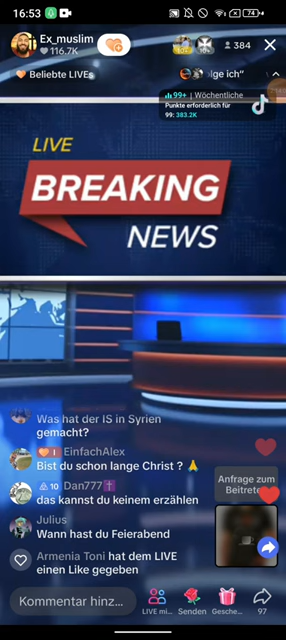 16:53
74
Ex_muslim
116.7K
384
Beliebte LIVEs
lge ich"
99+ | Wöchentliche
Punkte erforderlich für
99: 383.2K
LIVE
BREAKING
NEWS
Was hat der IS in Syrien
gemacht?
1 EinfachAlex
Bist du schon lange Christ ? 🙏
10 Dan777✝️
das kannst du keinem erzählen
Julius
Wann hast du Feierabend
Armenia Toni hat dem LIVE
einen Like gegeben
Anfrage zum
Beitrete
Kommentar hinz...
LIVE mi...
Senden
Gesche...
97